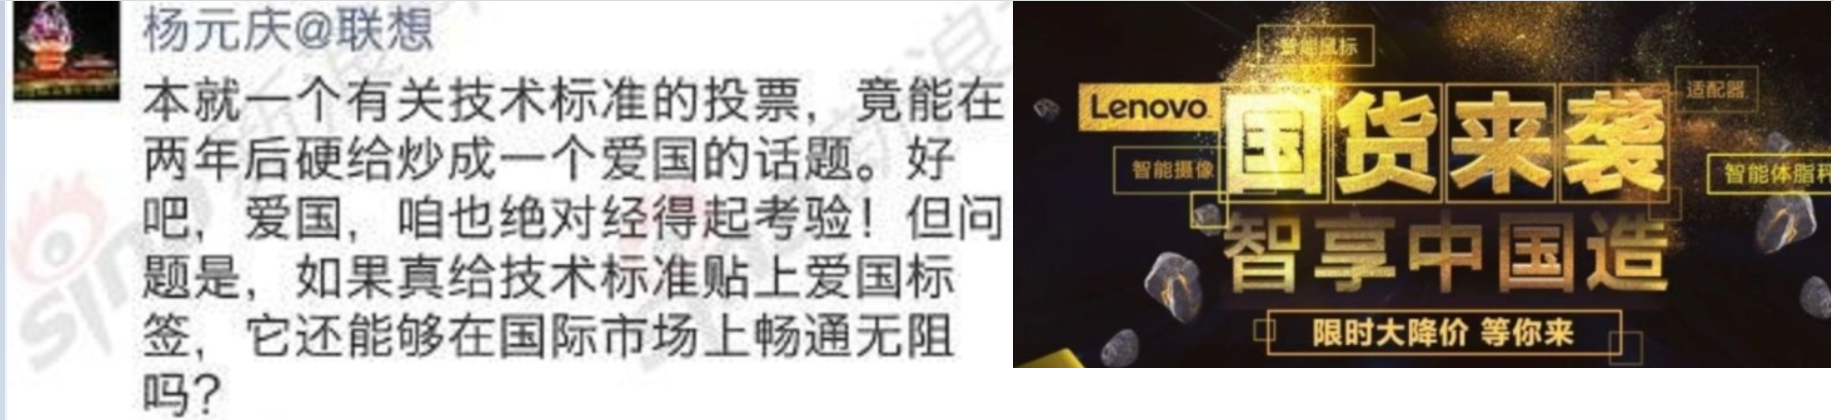 杨元庆@联想
本就一个有关技术标准的投票，竟能在
两年后硬给炒成一个爱国的话题。好
吧，爱国，咱也绝对经得起考验！但问
题是，如果真给技术标准贴上爱国标
签，它还能够在国际市场上畅通无阻
吗？
sina新浪
智能鼠标
适配器
Lenovo
国货来袭
智能摄像
智能体脂秤
智享中国造
限时大降价 等你来